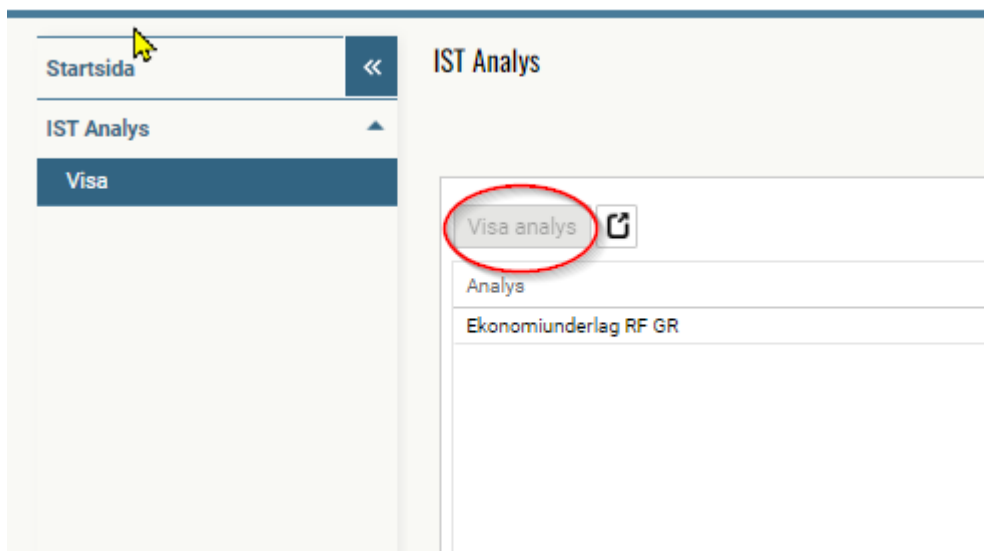 Startsida
IST Analys
Visa
IST Analys
Visa analys
Analys
Ekonomiunderlag RF GR